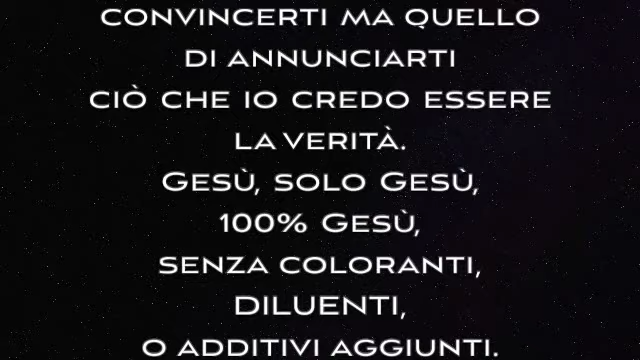 CONVINCERTI MA QUELLO
DI ANNUNCIARTI
CIÒ CHE IO CREDO ESSERE
LA VERITÀ.
GESÙ, SOLO GESÙ,
100% GESÙ,
SENZA COLORANTI,
DILUENTI,
O ADDITIVI AGGIUNTI.